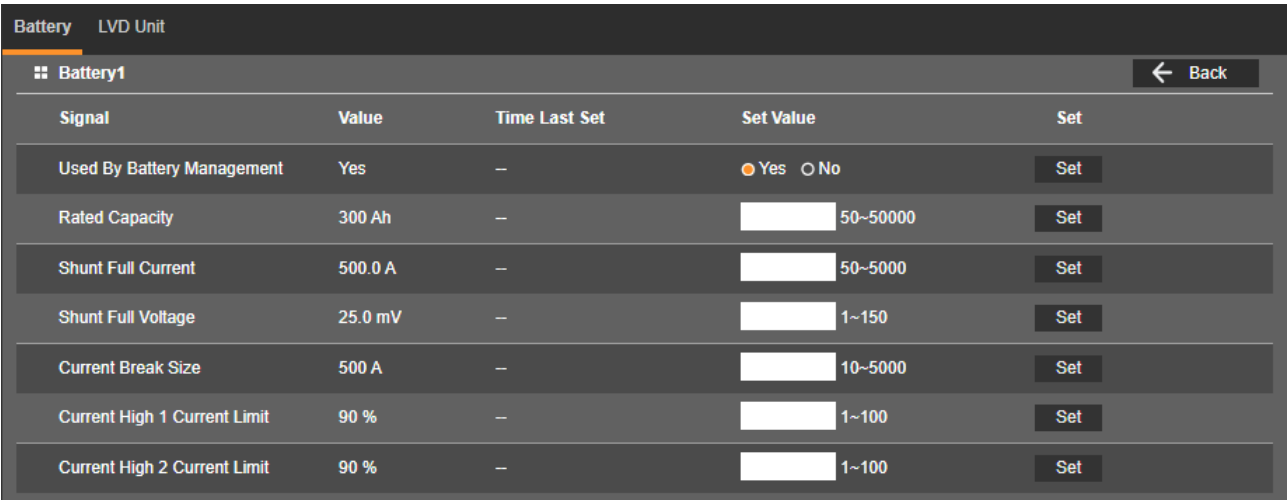 Battery LVD Unit
Battery1 Back
Signal Value Time Last Set Set Value Set
Used By Battery Management Yes -- Yes No Set
Rated Capacity 300 Ah -- 50~50000 Set
Shunt Full Current 500.0 A -- 50~5000 Set
Shunt Full Voltage 25.0 mV -- 1~150 Set
Current Break Size 500 A -- 10~5000 Set
Current High 1 Current Limit 90 % -- 1~100 Set
Current High 2 Current Limit 90 % -- 1~100 Set